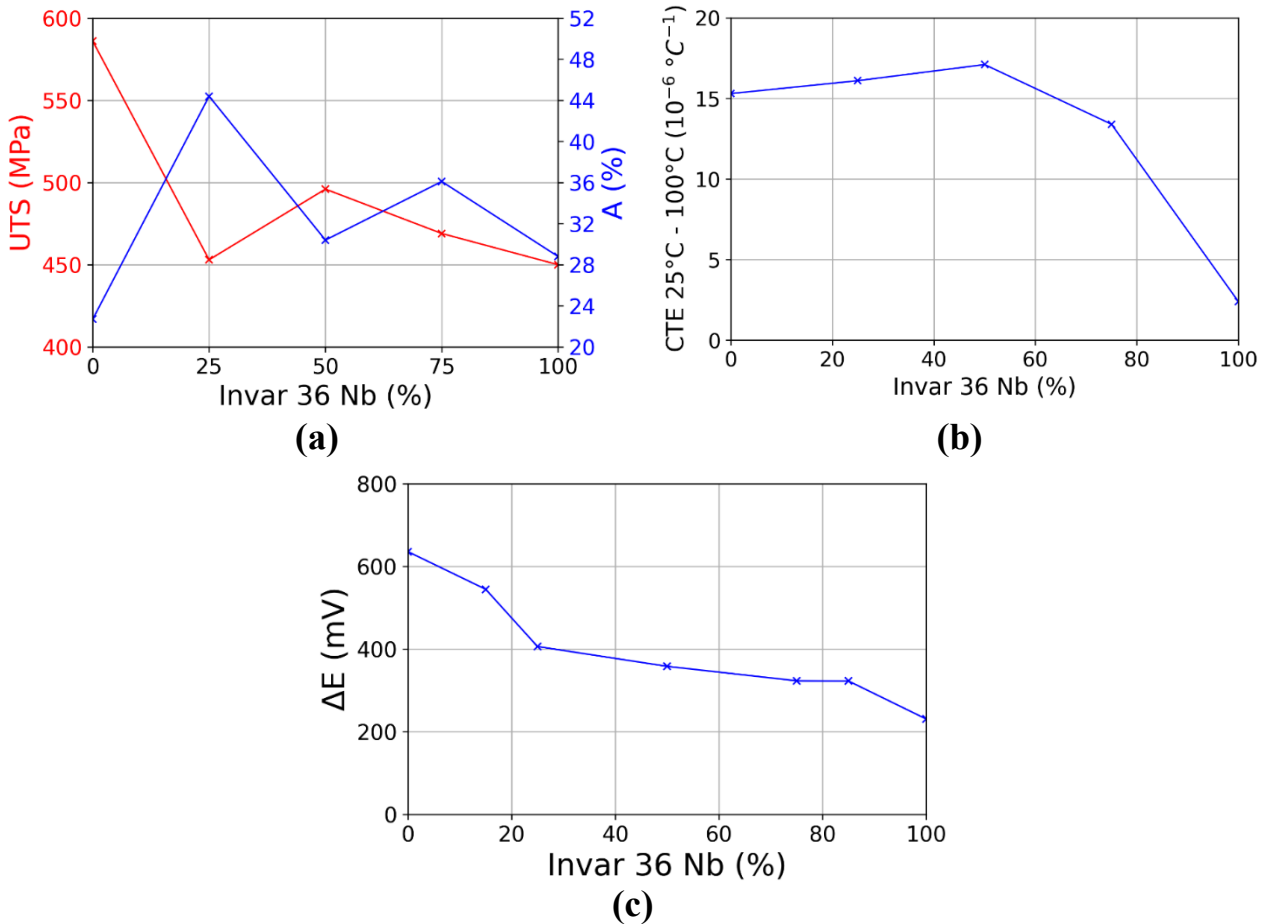 600
550
500
450
400
UTS (MPa)
52
48
44
40
36
32
28
24
20
A (%)
0 25 50 75 100
Invar 36 Nb (%)
(a)
20
15
10
5
0
CTE 25°C - 100°C (10⁻⁶ °C⁻¹)
0 20 40 60 80 100
Invar 36 Nb (%)
(b)
800
600
400
200
0
ΔE (mV)
0 20 40 60 80 100
Invar 36 Nb (%)
(c)